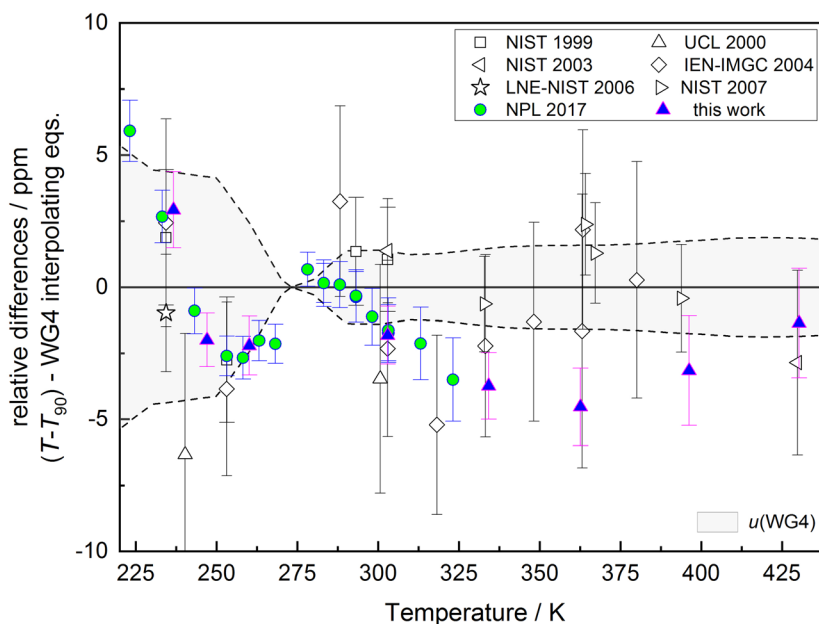 relative differences / ppm
(T-T90) - WG4 interpolating eqs.
10
5
0
-5
-10
NIST 1999
UCL 2000
NIST 2003
IEN-IMGC 2004
LNE-NIST 2006
NIST 2007
NPL 2017
this work
u(WG4)
225 250 275 300 325 350 375 400 425
Temperature / K